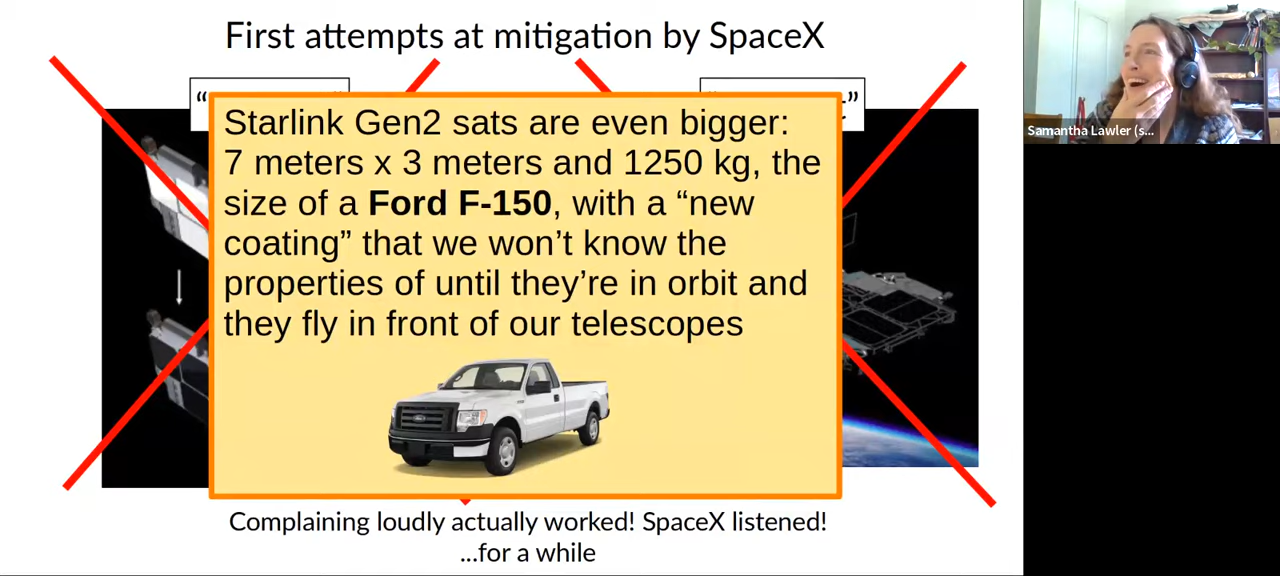 First attempts at mitigation by SpaceX
Starlink Gen2 sats are even bigger:
7 meters x 3 meters and 1250 kg, the
size of a Ford F-150, with a “new
coating” that we won’t know the
properties of until they’re in orbit and
they fly in front of our telescopes
Complaining loudly actually worked! SpaceX listened!
...for a while
Samantha Lawler (s...